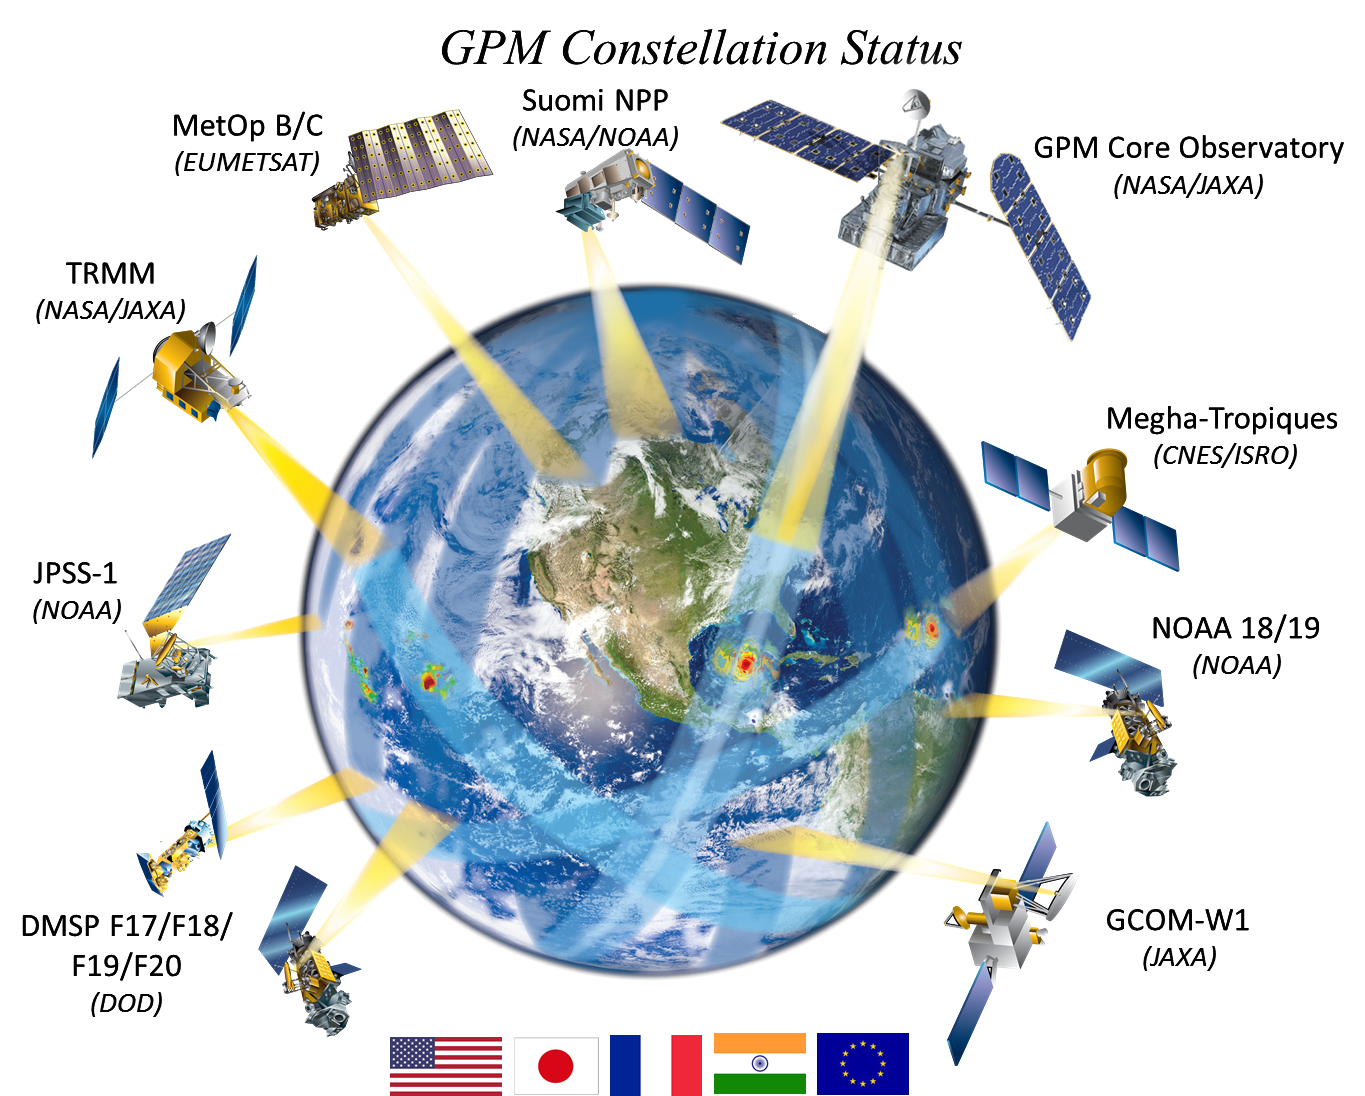 GPM Constellation Status
MetOp B/C
(EUMETSAT)
Suomi NPP
(NASA/NOAA)
GPM Core Observatory
(NASA/JAXA)
TRMM
(NASA/JAXA)
Megha-Tropiques
(CNES/ISRO)
JPSS-1
(NOAA)
NOAA 18/19
(NOAA)
DMSP F17/F18/
F19/F20
(DOD)
GCOM-W1
(JAXA)